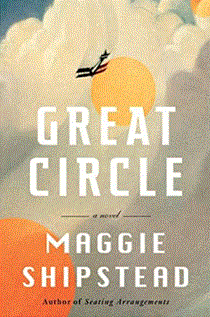 GREAT
CIRCLE
a novel
MAGGIE
SHIPSTEAD
Author of Seating Arrangements